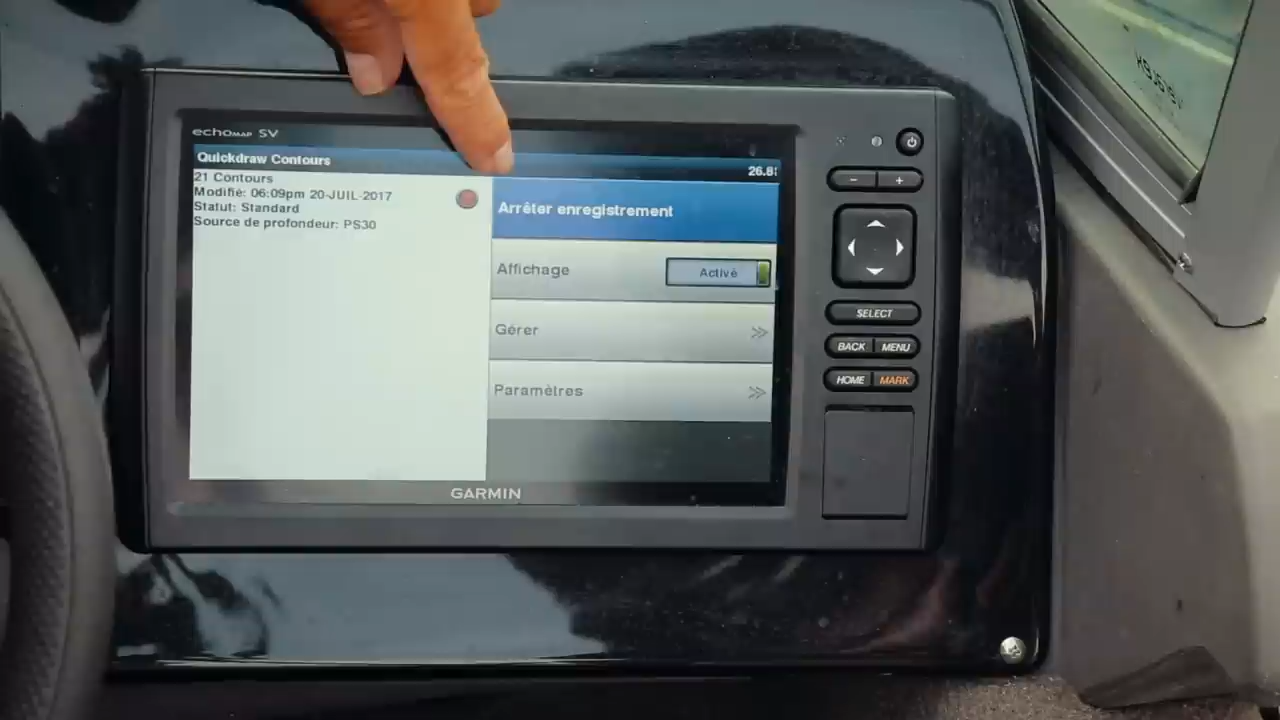 echoMAP SV
Quickdraw Contours
26.8
21 Contours
Modifié: 06:09pm 20-JUIL-2017
Statut: Standard
Source de profondeur: PS30
Arrêter enregistrement
Affichage
Activé
Gérer
Paramètres
GARMIN
− +
SELECT
BACK MENU
HOME MARK